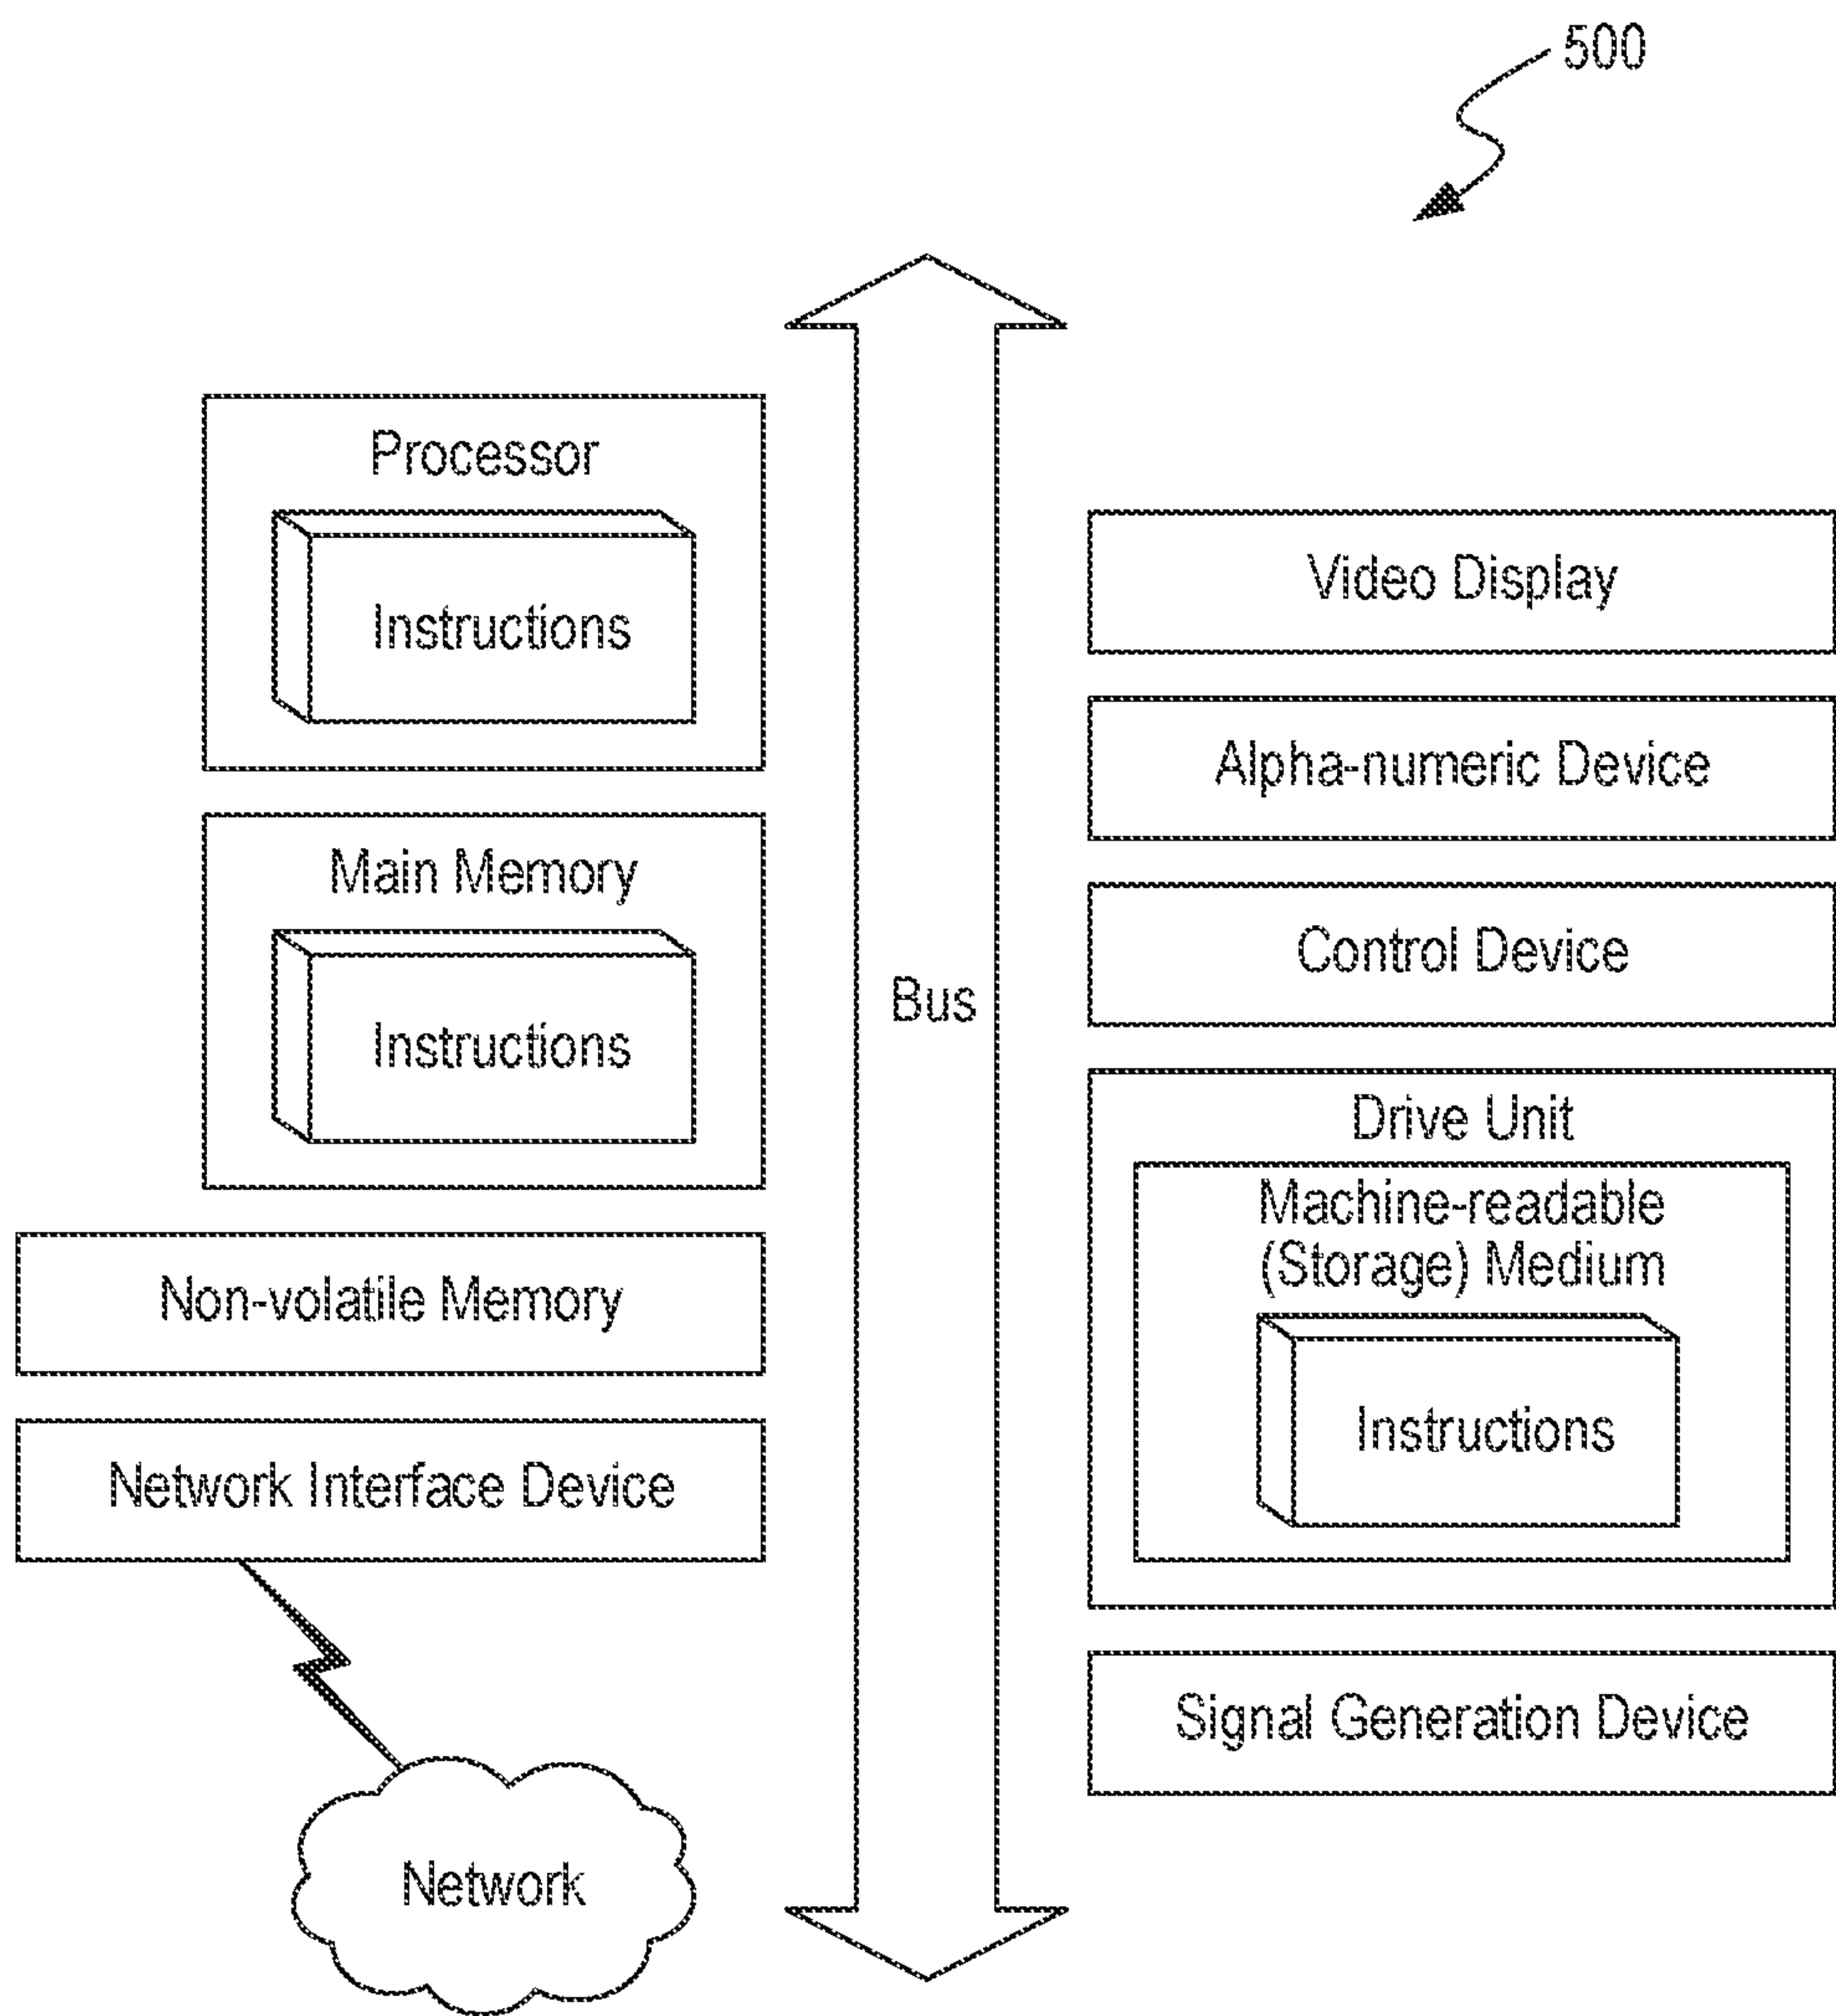 500
Processor
Instructions
Main Memory
Instructions
Non-volatile Memory
Network Interface Device
Network
Bus
Video Display
Alpha-numeric Device
Control Device
Drive Unit
Machine-readable
(Storage) Medium
Instructions
Signal Generation Device